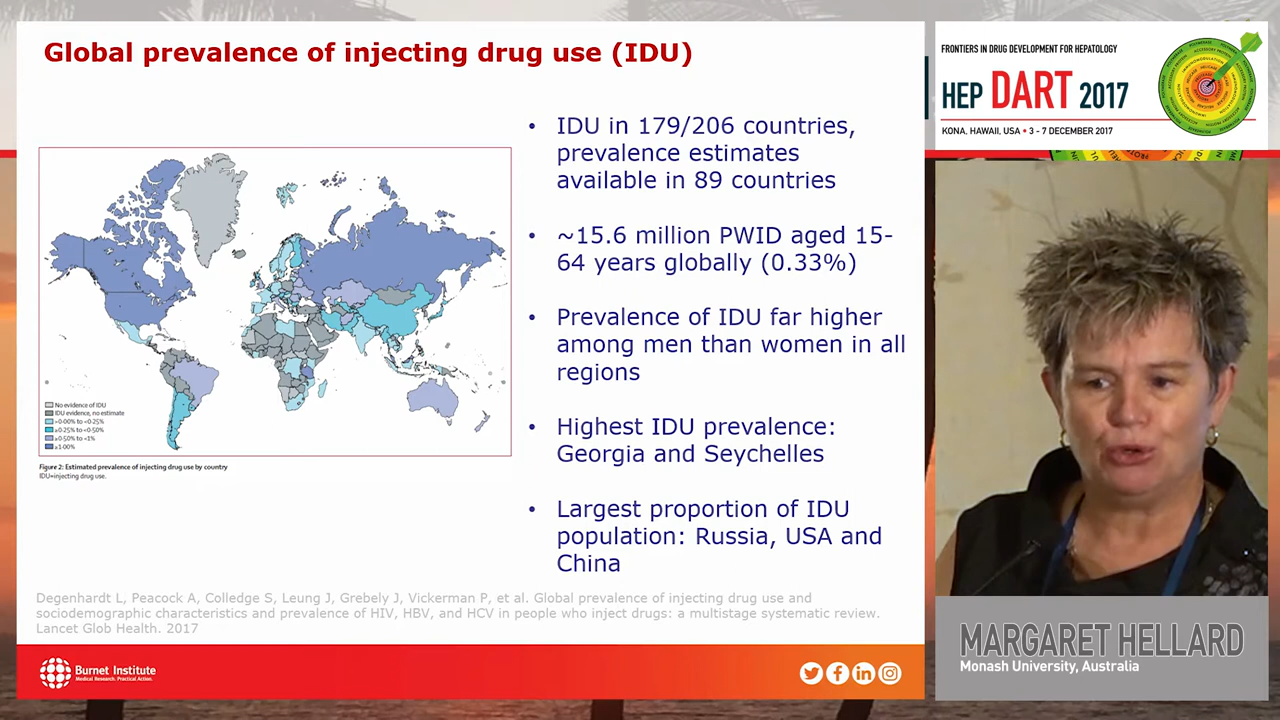 Global prevalence of injecting drug use (IDU)
• IDU in 179/206 countries,
prevalence estimates
available in 89 countries
• ~15.6 million PWID aged 15-
64 years globally (0.33%)
• Prevalence of IDU far higher
among men than women in all
regions
• Highest IDU prevalence:
Georgia and Seychelles
• Largest proportion of IDU
population: Russia, USA and
China
No evidence of IDU
IDU evidence, no estimate
>0·00% to <0·25%
≥0·25% to <0·50%
≥0·50% to <1%
≥1·00%
Figure 2: Estimated prevalence of injecting drug use by country
IDU=injecting drug use.
Degenhardt L, Peacock A, Colledge S, Leung J, Grebely J, Vickerman P, et al. Global prevalence of injecting drug use and
sociodemographic characteristics and prevalence of HIV, HBV, and HCV in people who inject drugs: a multistage systematic review.
Lancet Glob Health. 2017
Burnet Institute
Medical Research. Practical Action.
FRONTIERS IN DRUG DEVELOPMENT FOR HEPATOLOGY
HEP DART 2017
KONA, HAWAII, USA • 3 - 7 DECEMBER 2017
MARGARET HELLARD
Monash University, Australia